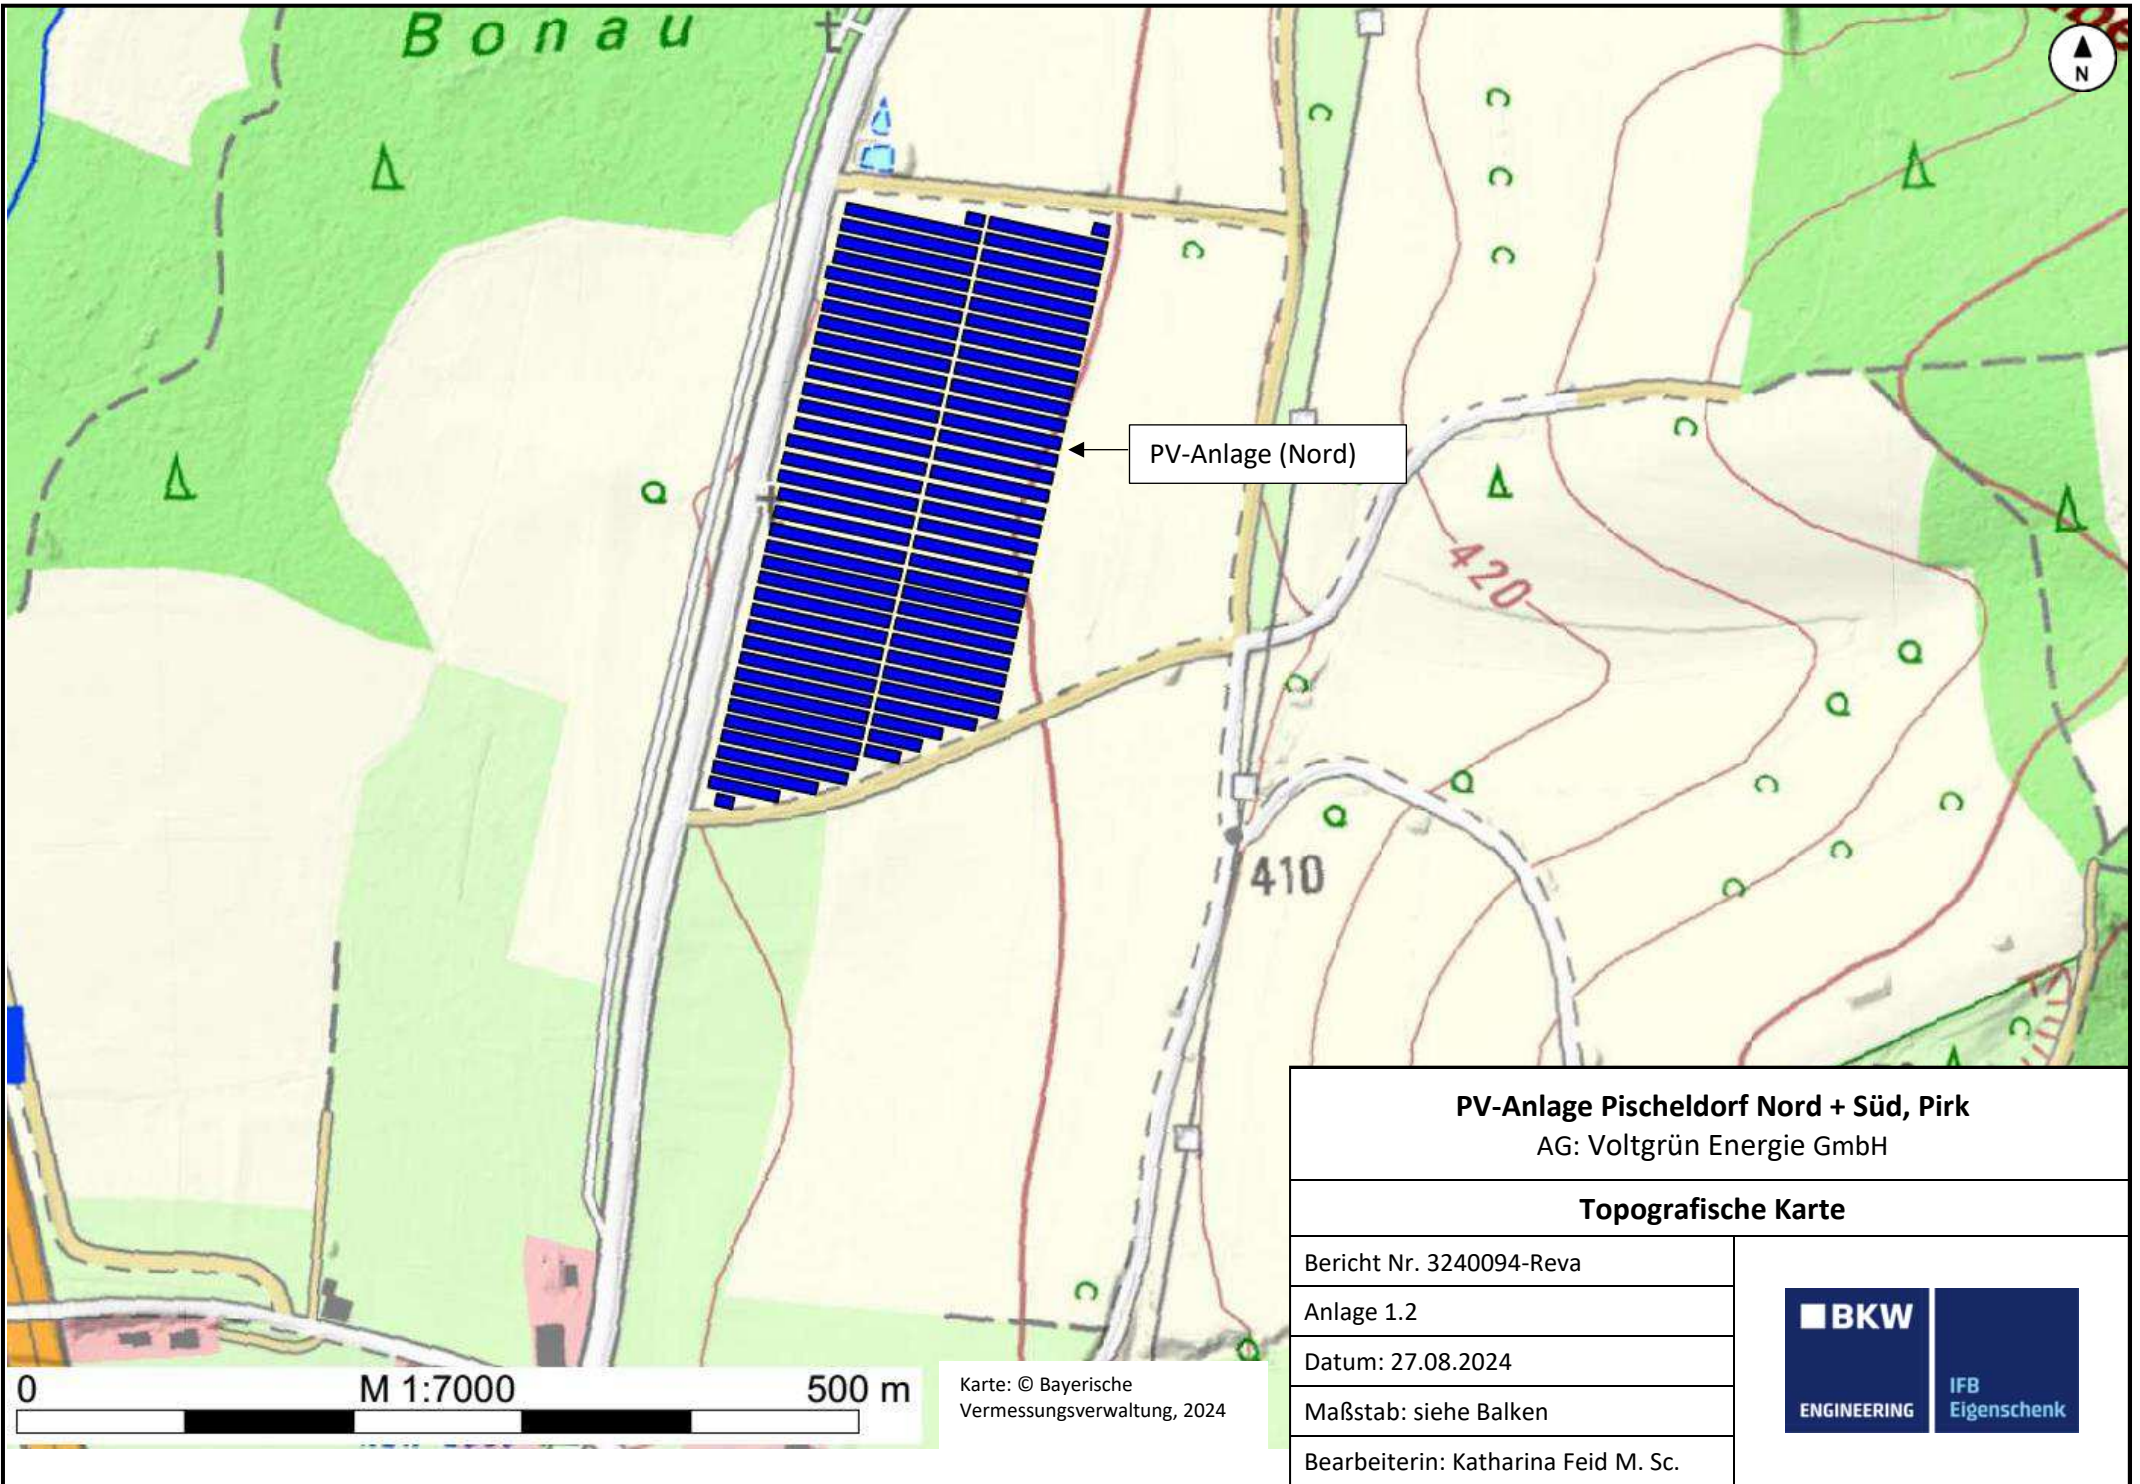 Bonau
N
PV-Anlage (Nord)
420
410
PV-Anlage Pischeldorf Nord + Süd, Pirk
AG: Voltgrün Energie GmbH
Topografische Karte
Bericht Nr. 3240094-Reva
Anlage 1.2
Datum: 27.08.2024
Maßstab: siehe Balken
Bearbeiterin: Katharina Feid M. Sc.
BKW
ENGINEERING
IFB
Eigenschenk
0 M 1:7000 500 m
Karte: © Bayerische
Vermessungsverwaltung, 2024